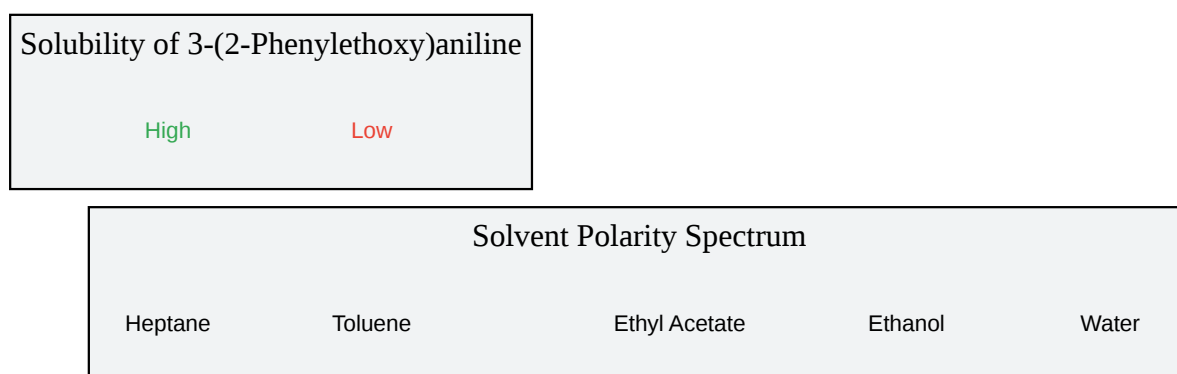 Solubility of 3-(2-Phenylethoxy)aniline
High Low
Solvent Polarity Spectrum
Heptane Toluene Ethyl Acetate Ethanol Water